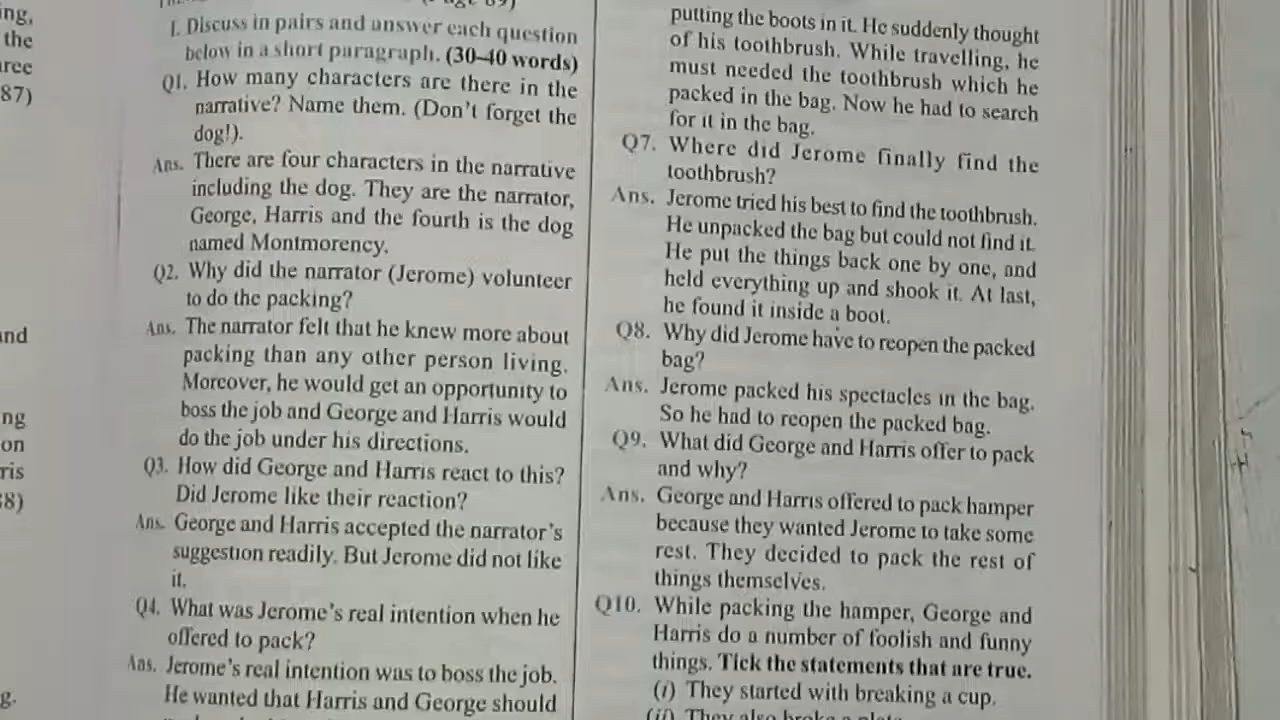 ng,
the
ree
87)
and
ng
on
ris
8)
g.
I. Discuss in pairs and answer each question
below in a short paragraph. (30-40 words)
Q1. How many characters are there in the
narrative? Name them. (Don't forget the
dog!).
Ans. There are four characters in the narrative
including the dog. They are the narrator,
George, Harris and the fourth is the dog
named Montmorency.
Q2. Why did the narrator (Jerome) volunteer
to do the packing?
Ans. The narrator felt that he knew more about
packing than any other person living.
Moreover, he would get an opportunity to
boss the job and George and Harris would
do the job under his directions.
Q3. How did George and Harris react to this?
Did Jerome like their reaction?
Ans. George and Harris accepted the narrator's
suggestion readily. But Jerome did not like
it.
Q4. What was Jerome's real intention when he
offered to pack?
Ans. Jerome's real intention was to boss the job.
He wanted that Harris and George should
putting the boots in it. He suddenly thought
of his toothbrush. While travelling, he
must needed the toothbrush which he
packed in the bag. Now he had to search
for it in the bag.
Q7. Where did Jerome finally find the
toothbrush?
Ans. Jerome tried his best to find the toothbrush.
He unpacked the bag but could not find it.
He put the things back one by one, and
held everything up and shook it. At last,
he found it inside a boot.
Q8. Why did Jerome have to reopen the packed
bag?
Ans. Jerome packed his spectacles in the bag.
So he had to reopen the packed bag.
Q9. What did George and Harris offer to pack
and why?
Ans. George and Harris offered to pack hamper
because they wanted Jerome to take some
rest. They decided to pack the rest of
things themselves.
Q10. While packing the hamper, George and
Harris do a number of foolish and funny
things. Tick the statements that are true.
(i) They started with breaking a cup.
(ii) They also broke a plate.